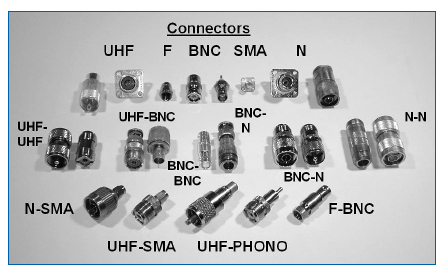 Connectors
UHF F BNC SMA N
UHF-
UHF
UHF-BNC
BNC-
BNC
BNC-
N
BNC-N
N-N
N-SMA
UHF-SMA
UHF-PHONO
F-BNC